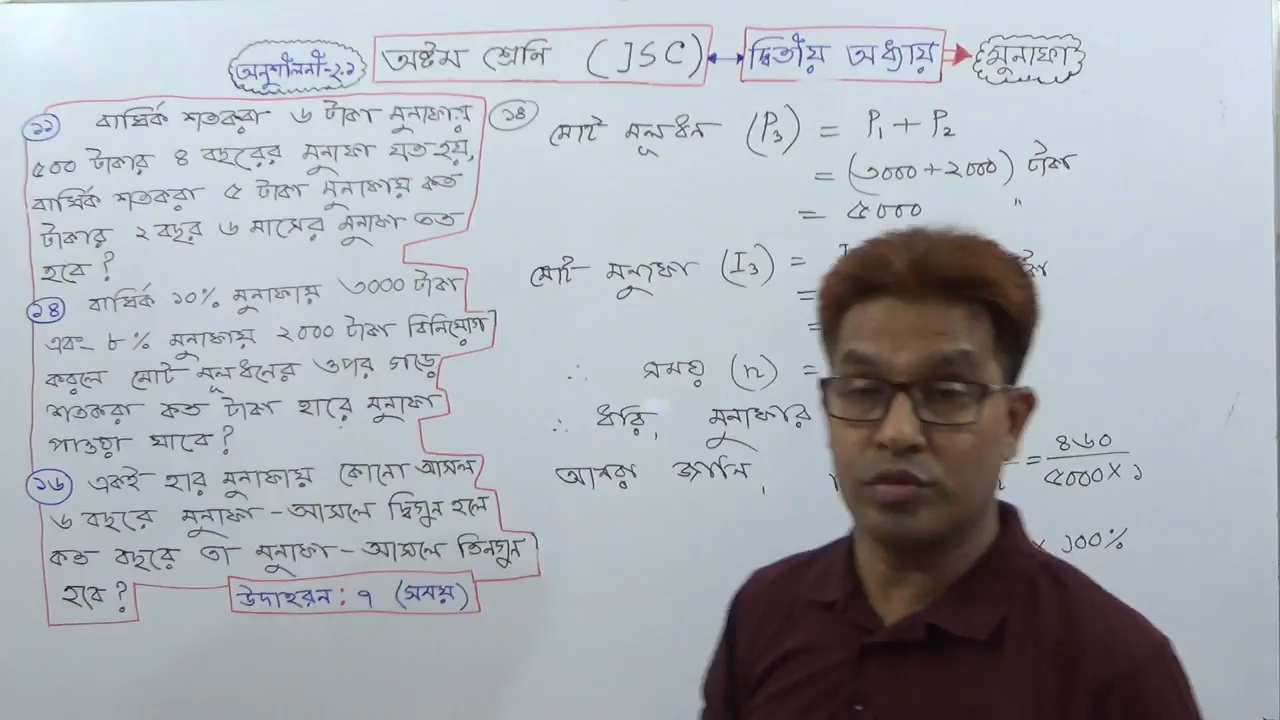 অনুশীলনী-২.১
অষ্টম শ্রেনি (JSC)
দ্বিতীয় অধ্যায়
মুনাফা
১১ বার্ষিক শতকরা ৬ টাকা মুনাফায়
৫০০ টাকার ৪ বছরের মুনাফা যত হয়,
বার্ষিক শতকরা ৫ টাকা মুনাফায় কত
টাকার ২ বছর ৬ মাসের মুনাফা তত
হবে?
১৪ বার্ষিক ১০% মুনাফায় ৩০০০ টাকা
এবং ৮% মুনাফায় ২০০০ টাকা বিনিয়োগ
করলে মোট মূলধনের ওপর গড়ে
শতকরা কত টাকা হারে মুনাফা
পাওয়া যাবে?
১৬ একই হার মুনাফায় কোনো আসল
৬ বছরে মুনাফা-আসলে দ্বিগুন হলে
কত বছরে তা মুনাফা-আসলে তিনগুন
হবে?
উদাহরন: ৭ (সময়)
১৪ মোট মূলধন (P₃) = P₁ + P₂
= (৩০০০+২০০০) টাকা
= ৫০০০ "
মোট মুনাফা (I₃) =
=
=
∴ সময় (n) =
∴ ধরি, মুনাফার
আমরা জানি,
= ৪৬০
৫০০০×১
× ১০০%